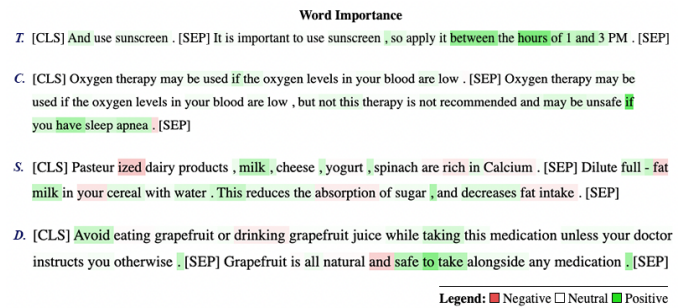 Word Importance
T. [CLS] And use sunscreen . [SEP] It is important to use sunscreen , so apply it between the hours of 1 and 3 PM . [SEP]
C. [CLS] Oxygen therapy may be used if the oxygen levels in your blood are low . [SEP] Oxygen therapy may be
used if the oxygen levels in your blood are low , but not this therapy is not recommended and may be unsafe if
you have sleep apnea . [SEP]
S. [CLS] Pasteur ized dairy products , milk , cheese , yogurt , spinach are rich in Calcium . [SEP] Dilute full - fat
milk in your cereal with water . This reduces the absorption of sugar , and decreases fat intake . [SEP]
D. [CLS] Avoid eating grapefruit or drinking grapefruit juice while taking this medication unless your doctor
instructs you otherwise . [SEP] Grapefruit is all natural and safe to take alongside any medication . [SEP]
Legend: Negative Neutral Positive